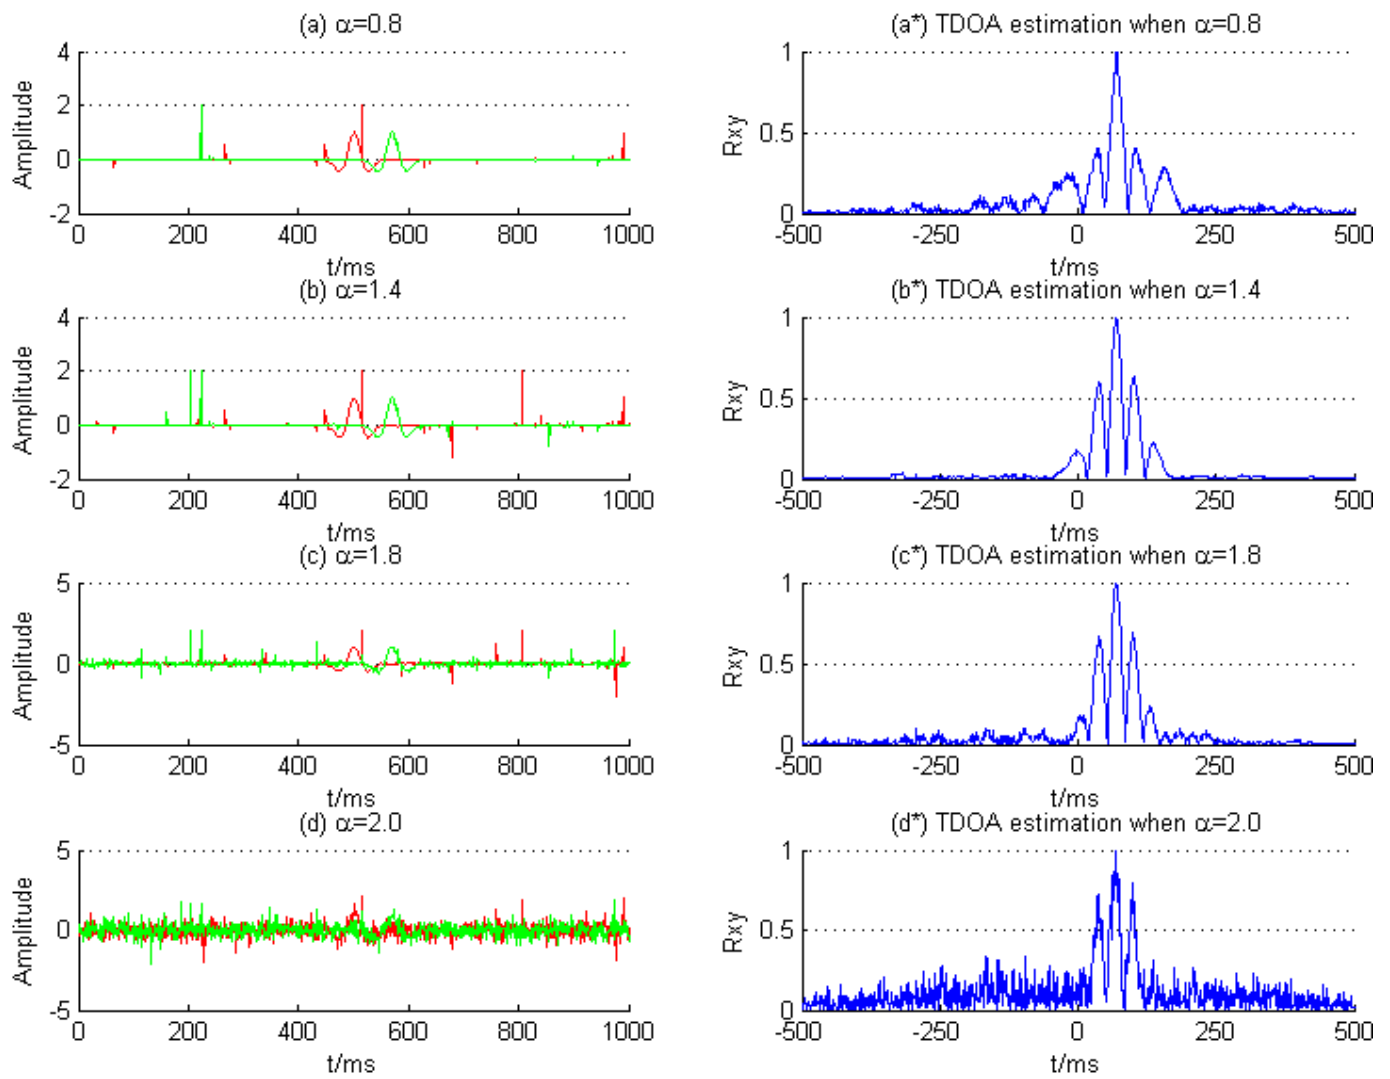 (a) α=0.8
4
2
0
-2
Amplitude
0 200 400 600 800 1000
t/ms
(a*) TDOA estimation when α=0.8
1
0.5
0
Rxy
-500 -250 0 250 500
t/ms
(b) α=1.4
4
2
0
-2
Amplitude
0 200 400 600 800 1000
t/ms
(b*) TDOA estimation when α=1.4
1
0.5
0
Rxy
-500 -250 0 250 500
t/ms
(c) α=1.8
5
0
-5
Amplitude
0 200 400 600 800 1000
t/ms
(c*) TDOA estimation when α=1.8
1
0.5
0
Rxy
-500 -250 0 250 500
t/ms
(d) α=2.0
5
0
-5
Amplitude
0 200 400 600 800 1000
t/ms
(d*) TDOA estimation when α=2.0
1
0.5
0
Rxy
-500 -250 0 250 500
t/ms